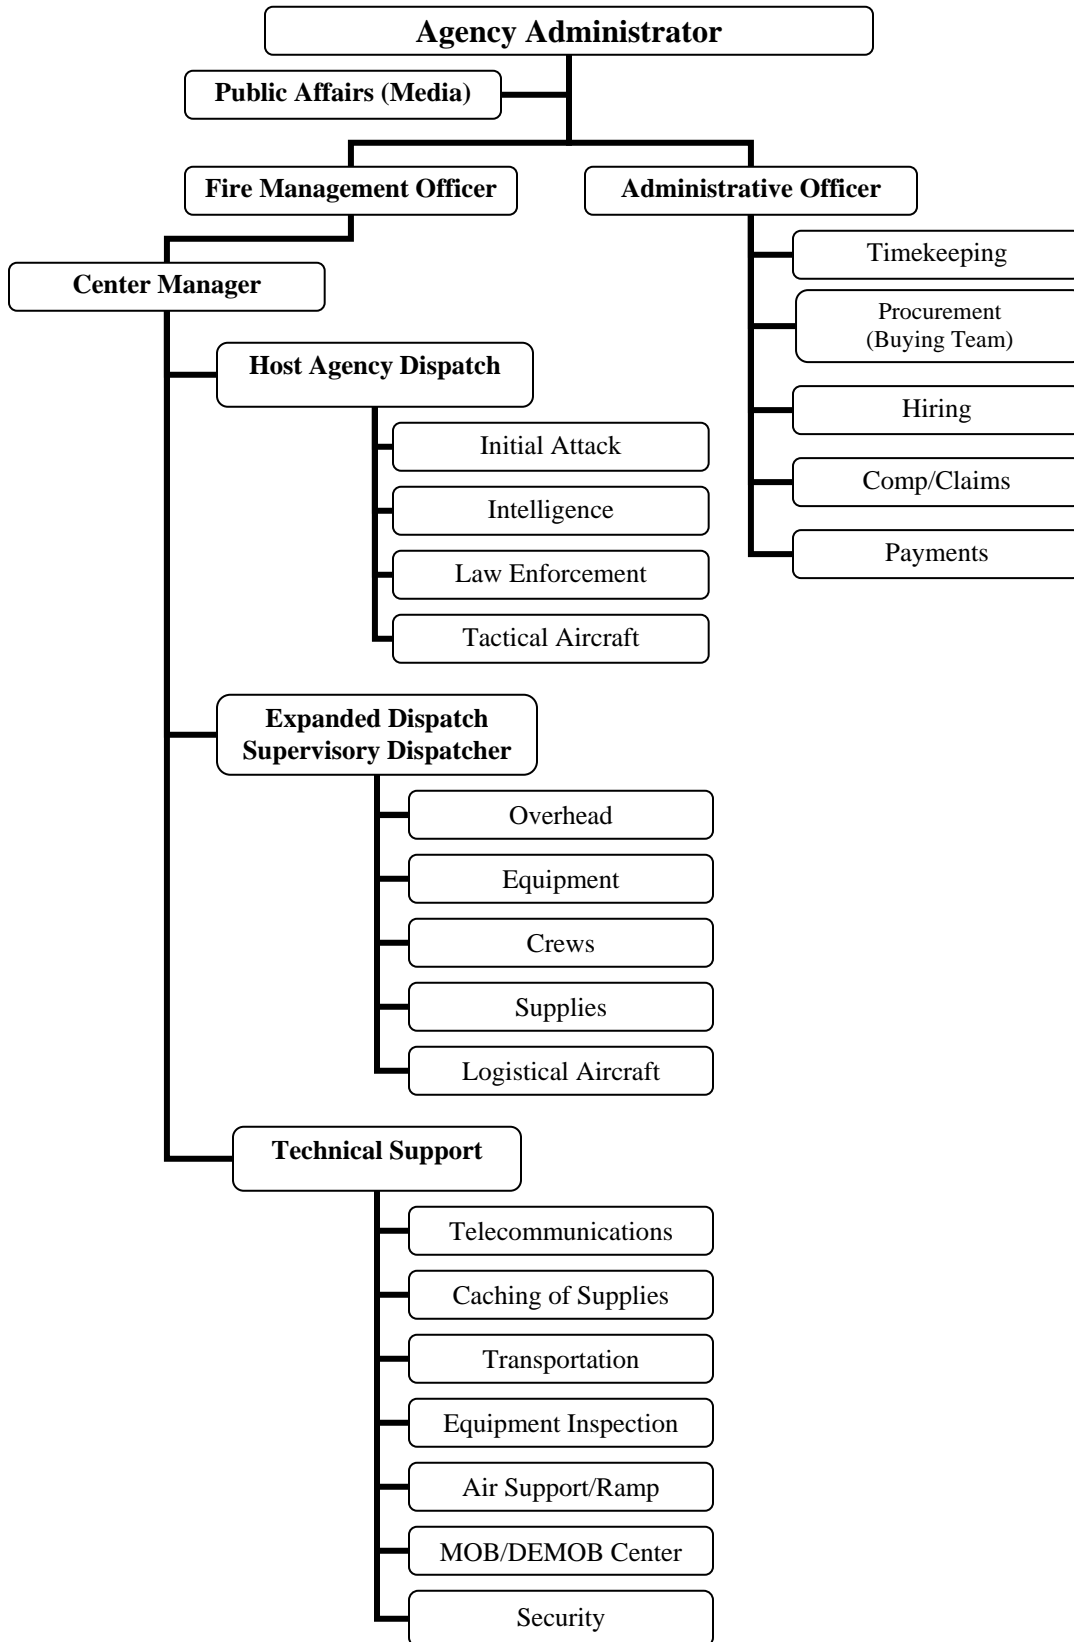 Agency Administrator
Public Affairs (Media)
Fire Management Officer
Administrative Officer
Timekeeping
Procurement
(Buying Team)
Hiring
Comp/Claims
Payments
Center Manager
Host Agency Dispatch
Initial Attack
Intelligence
Law Enforcement
Tactical Aircraft
Expanded Dispatch
Supervisory Dispatcher
Overhead
Equipment
Crews
Supplies
Logistical Aircraft
Technical Support
Telecommunications
Caching of Supplies
Transportation
Equipment Inspection
Air Support/Ramp
MOB/DEMOB Center
Security